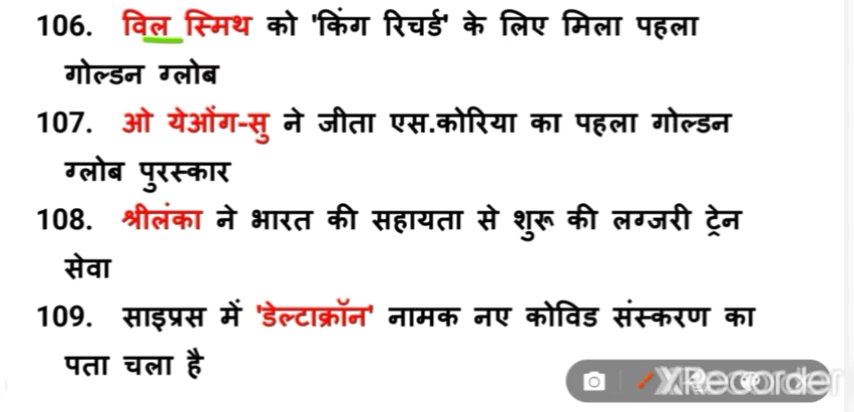 106. विल स्मिथ को 'किंग रिचर्ड' के लिए मिला पहला
गोल्डन ग्लोब
107. ओ येओंग-सु ने जीता एस.कोरिया का पहला गोल्डन
ग्लोब पुरस्कार
108. श्रीलंका ने भारत की सहायता से शुरू की लग्जरी ट्रेन
सेवा
109. साइप्रस में 'डेल्टाक्रॉन' नामक नए कोविड संस्करण का
पता चला है
XRecorder